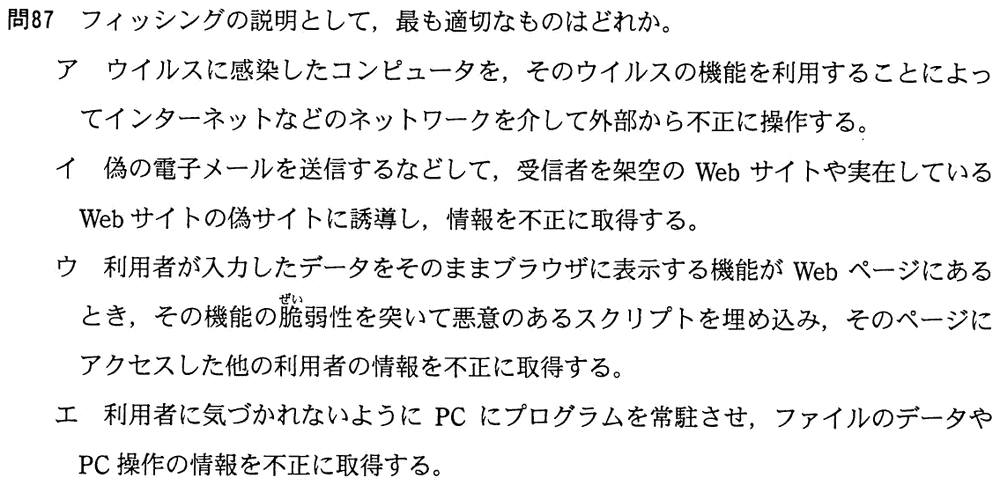 問87 フィッシングの説明として，最も適切なものはどれか。
ア ウイルスに感染したコンピュータを，そのウイルスの機能を利用することによっ
てインターネットなどのネットワークを介して外部から不正に操作する。
イ 偽の電子メールを送信するなどして，受信者を架空の Web サイトや実在している
Web サイトの偽サイトに誘導し，情報を不正に取得する。
ウ 利用者が入力したデータをそのままブラウザに表示する機能が Web ページにある
ぜい
とき，その機能の脆弱性を突いて悪意のあるスクリプトを埋め込み，そのページに
アクセスした他の利用者の情報を不正に取得する。
エ 利用者に気づかれないように PC にプログラムを常駐させ，ファイルのデータや
PC 操作の情報を不正に取得する。